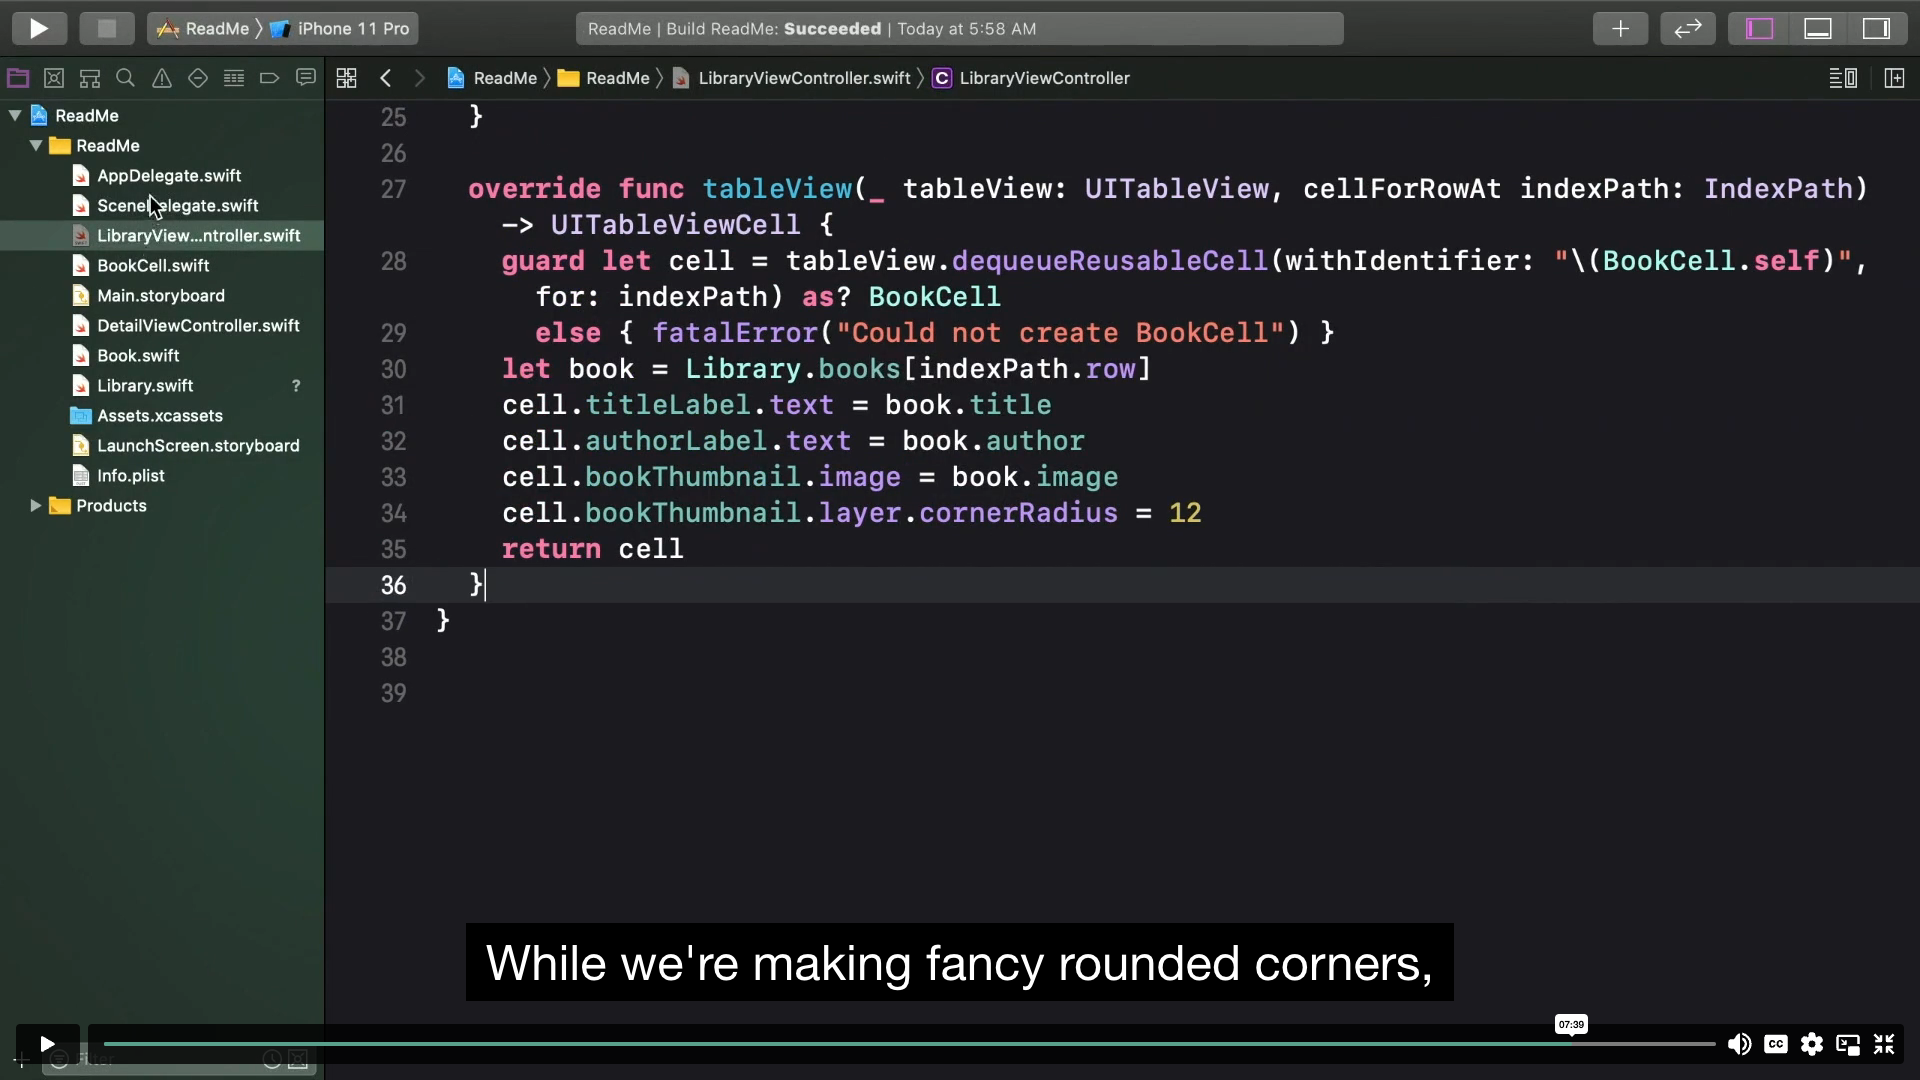 ReadMe 〉 iPhone 11 Pro
ReadMe | Build ReadMe: Succeeded | Today at 5:58 AM
ReadMe 〉 ReadMe 〉 LibraryViewController.swift 〉 C LibraryViewController
ReadMe
ReadMe
AppDelegate.swift
SceneDelegate.swift
LibraryView...ntroller.swift
BookCell.swift
Main.storyboard
DetailViewController.swift
Book.swift
Library.swift ?
Assets.xcassets
LaunchScreen.storyboard
Info.plist
Products
25 }
26
27 override func tableView(_ tableView: UITableView, cellForRowAt indexPath: IndexPath)
-> UITableViewCell {
28 guard let cell = tableView.dequeueReusableCell(withIdentifier: "\(BookCell.self)",
for: indexPath) as? BookCell
29 else { fatalError("Could not create BookCell") }
30 let book = Library.books[indexPath.row]
31 cell.titleLabel.text = book.title
32 cell.authorLabel.text = book.author
33 cell.bookThumbnail.image = book.image
34 cell.bookThumbnail.layer.cornerRadius = 12
35 return cell
36 }
37 }
38
39
While we're making fancy rounded corners,
07:39
CC
Filter